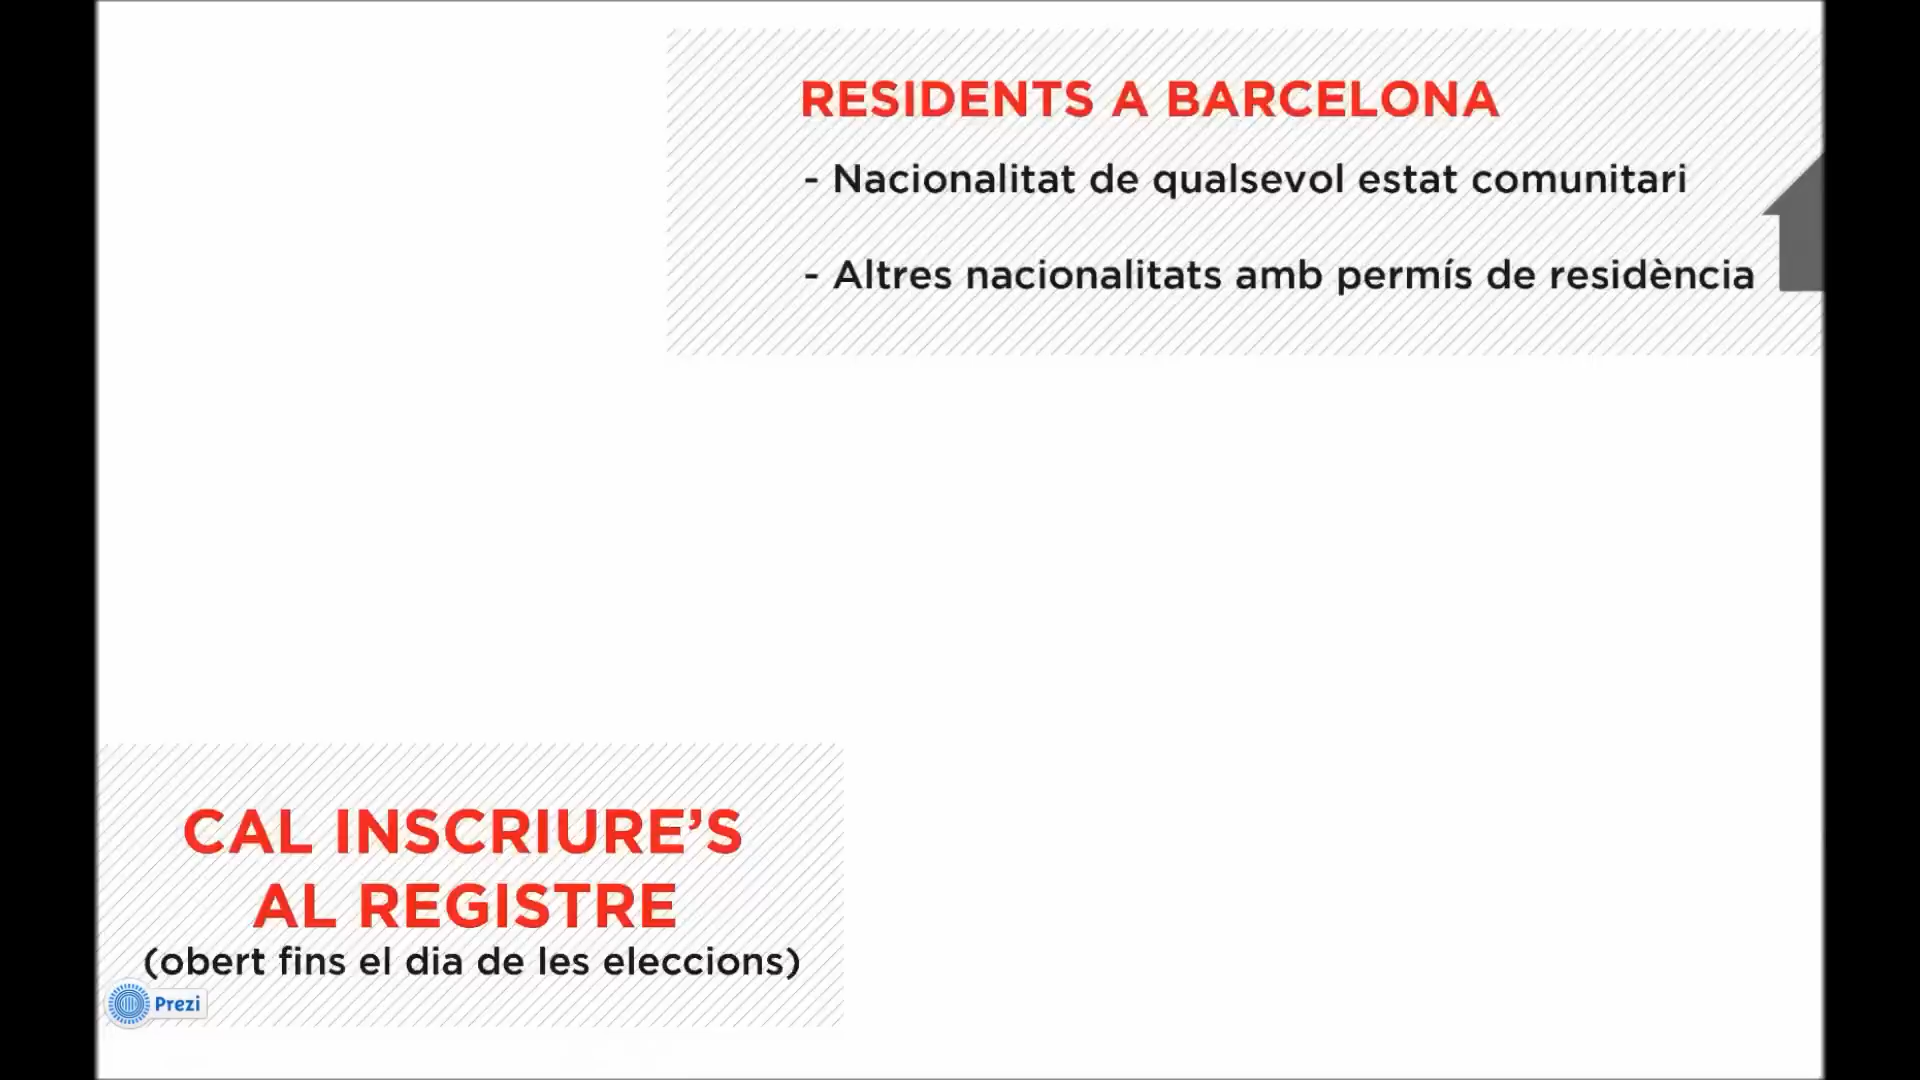 RESIDENTS A BARCELONA
- Nacionalitat de qualsevol estat comunitari
- Altres nacionalitats amb permís de residència
CAL INSCRIURE’S
AL REGISTRE
(obert fins el dia de les eleccions)
Prezi